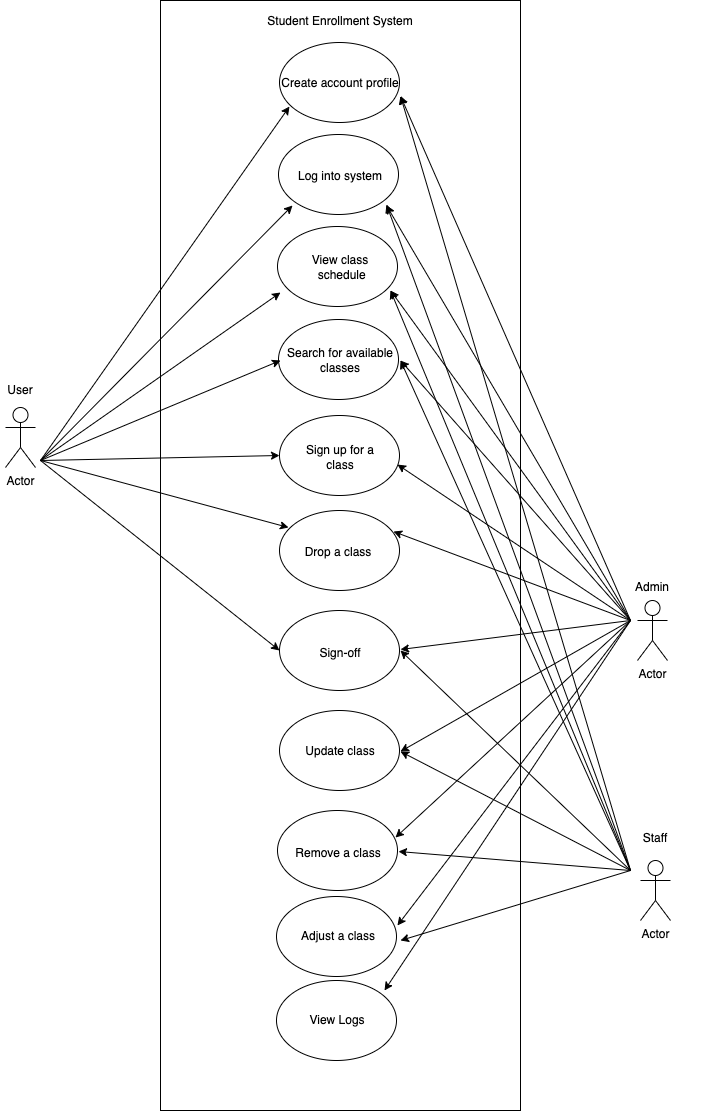 Student Enrollment System
Create account profile
Log into system
View class
schedule
Search for available
classes
User
Actor
Sign up for a
class
Drop a class
Admin
Actor
Sign-off
Update class
Staff
Actor
Remove a class
Adjust a class
View Logs